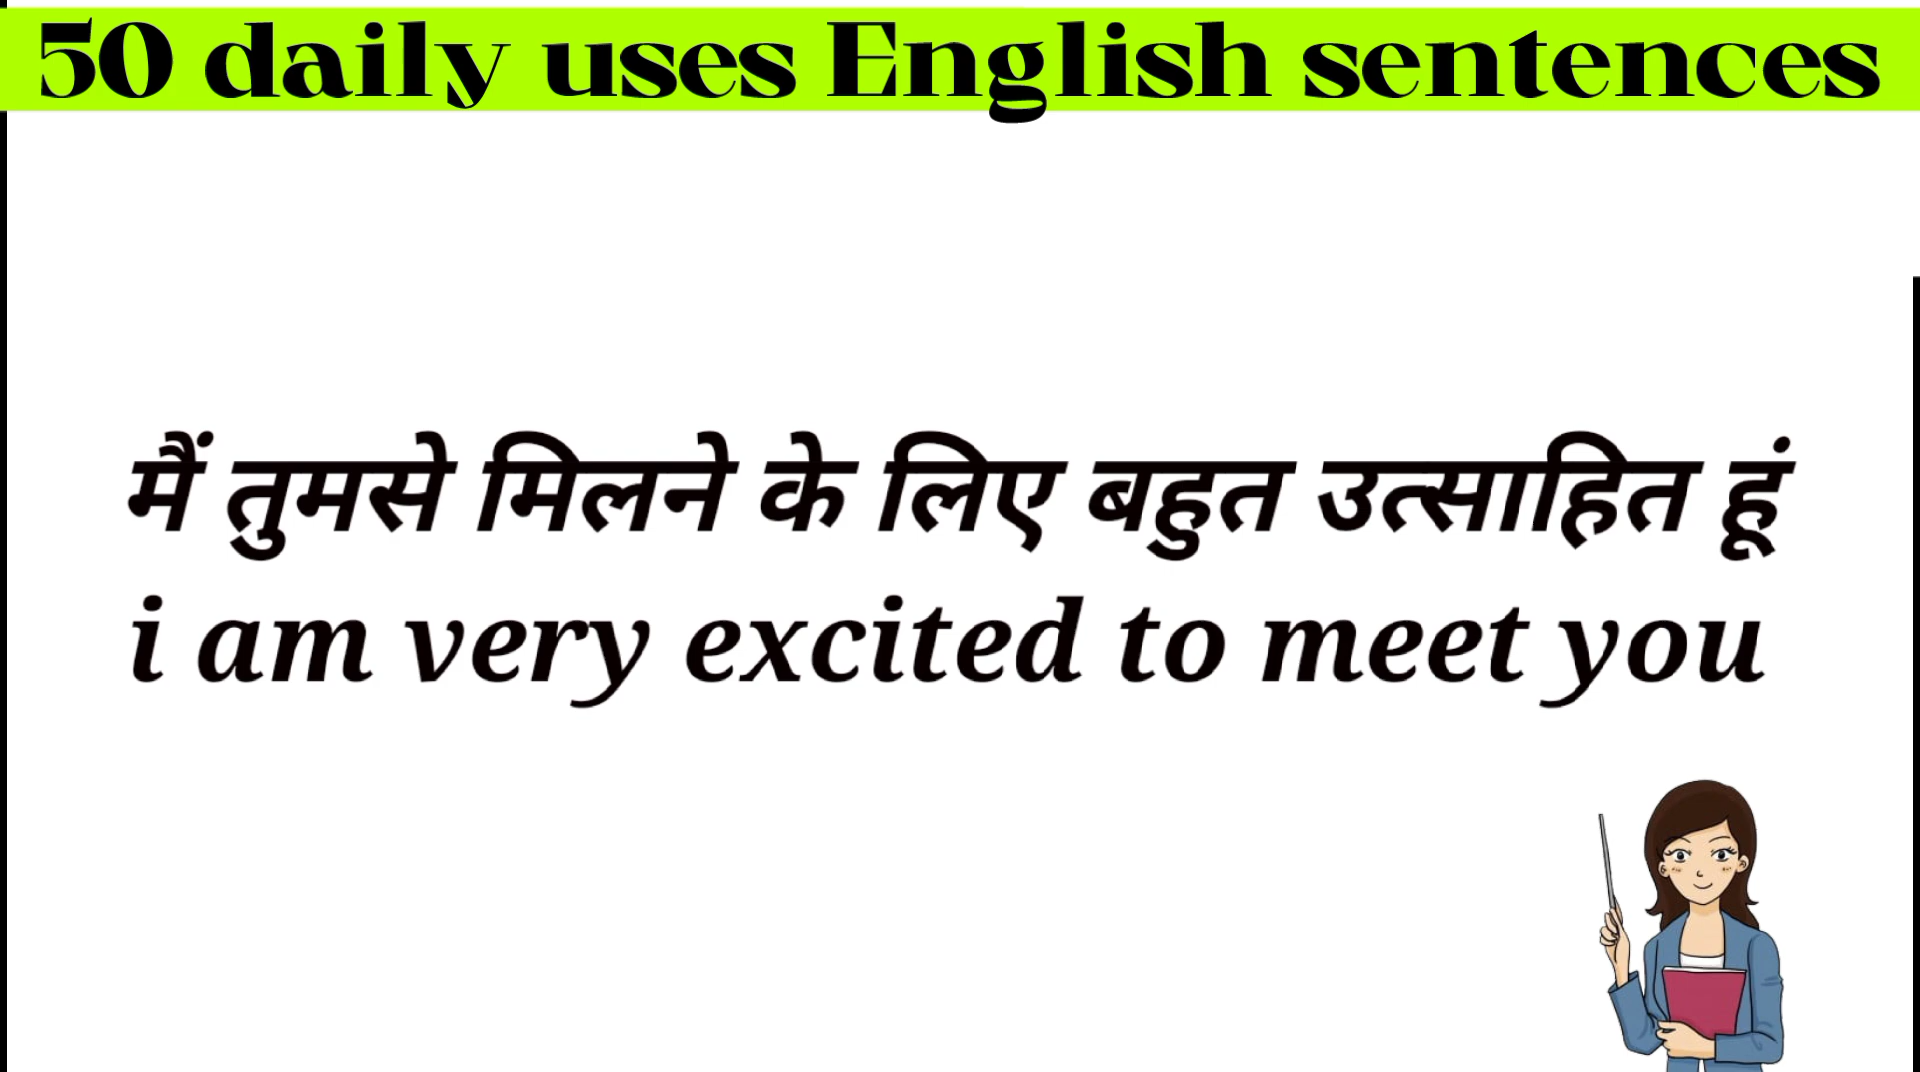 50 daily uses English sentences
मैं तुमसे मिलने के लिए बहुत उत्साहित हूं
i am very excited to meet you